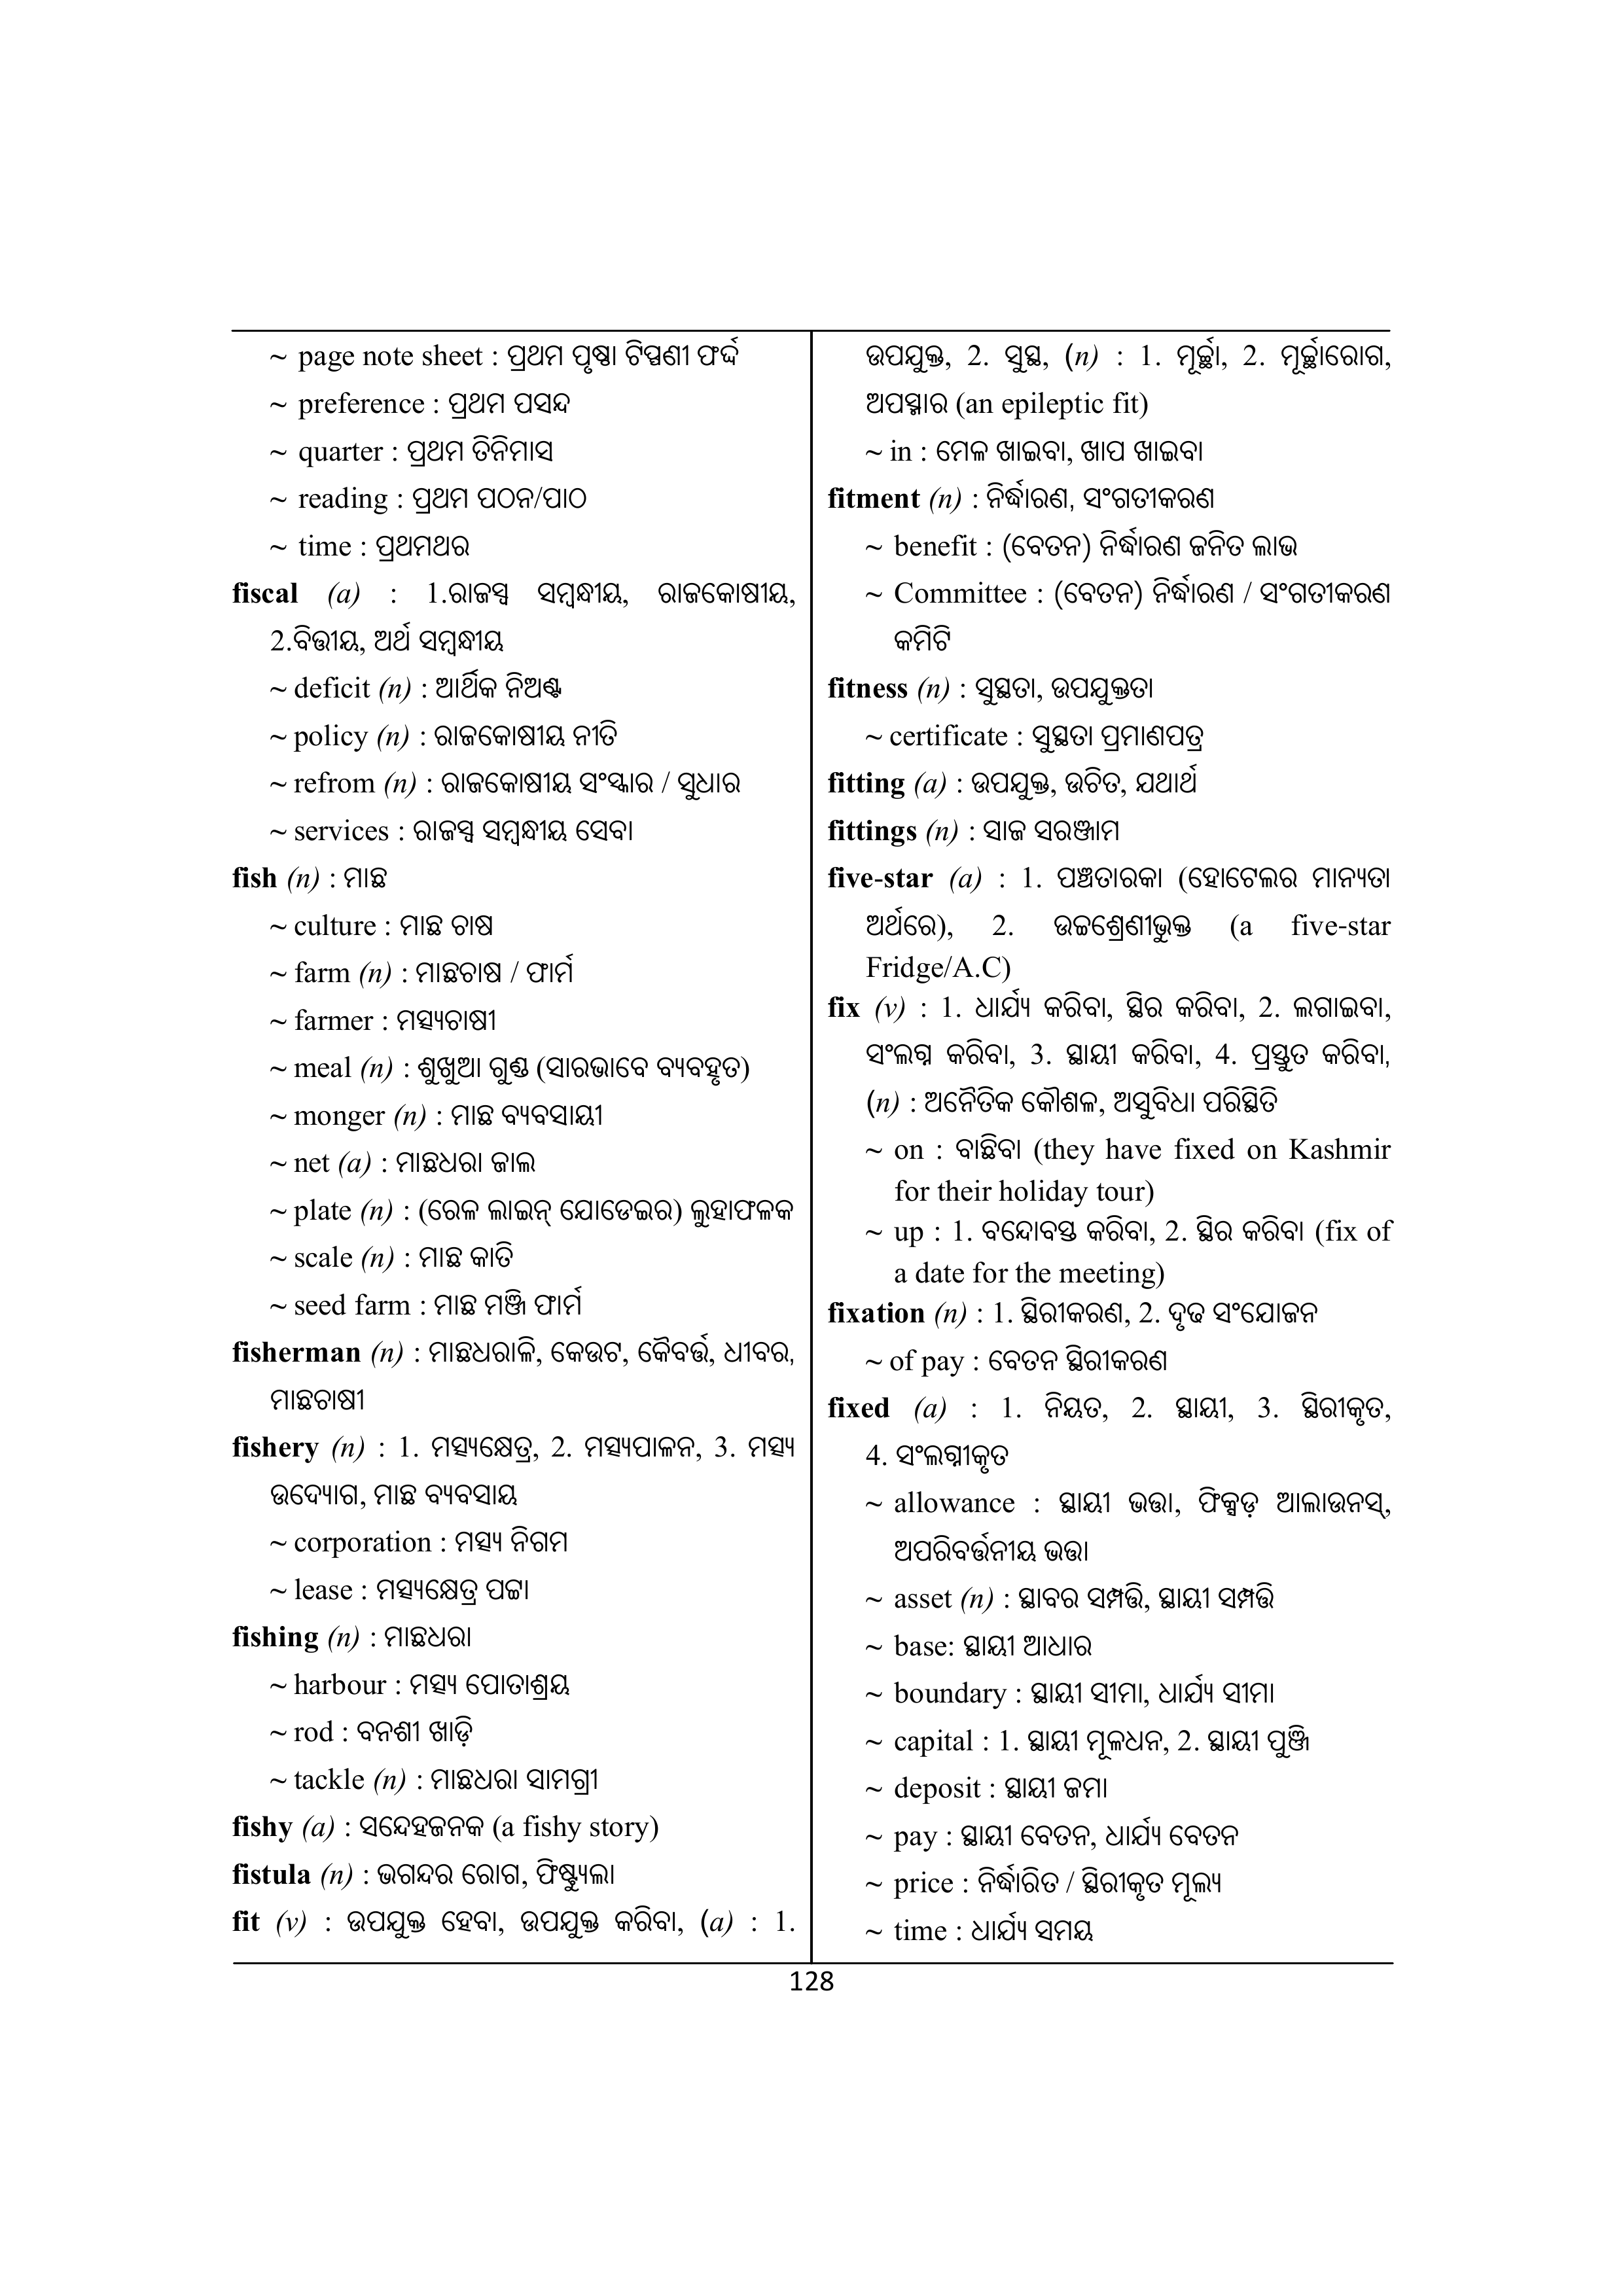 ~ page note sheet : ପ୍ରଥମ ପୃଷ୍ଠା ଟିପ୍ପଣୀ ଫର୍ଦ୍ଦ
~ preference : ପ୍ରଥମ ପସନ୍ଦ
~ quarter : ପ୍ରଥମ ତିନିମାସ
~ reading : ପ୍ରଥମ ପଠନ/ପାଠ
~ time : ପ୍ରଥମଥର
fiscal (a) : 1.ରାଜସ୍ୱ ସମ୍ବନ୍ଧୀୟ, ରାଜକୋଷୀୟ,
2.ବିତ୍ତୀୟ, ଅର୍ଥ ସମ୍ବନ୍ଧୀୟ
~ deficit (n) : ଆର୍ଥିକ ନିଅଣ୍ଟ
~ policy (n) : ରାଜକୋଷୀୟ ନୀତି
~ refrom (n) : ରାଜକୋଷୀୟ ସଂସ୍କାର / ସୁଧାର
~ services : ରାଜସ୍ୱ ସମ୍ବନ୍ଧୀୟ ସେବା
fish (n) : ମାଛ
~ culture : ମାଛ ଚାଷ
~ farm (n) : ମାଛଚାଷ / ଫାର୍ମ
~ farmer : ମତ୍ସ୍ୟଚାଷୀ
~ meal (n) : ଶୁଖୁଆ ଗୁଣ୍ଡ (ସାରଭାବେ ବ୍ୟବହୃତ)
~ monger (n) : ମାଛ ବ୍ୟବସାୟୀ
~ net (a) : ମାଛଧରା ଜାଲ
~ plate (n) : (ରେଳ ଲାଇନ୍ ଯୋଡେଇର) ଲୁହାଫଳକ
~ scale (n) : ମାଛ କାତି
~ seed farm : ମାଛ ମଞ୍ଜି ଫାର୍ମ
fisherman (n) : ମାଛଧରାଳି, କେଉଟ, କୈବର୍ତ୍ତ, ଧୀବର,
ମାଛଚାଷୀ
fishery (n) : 1. ମତ୍ସ୍ୟକ୍ଷେତ୍ର, 2. ମତ୍ସ୍ୟପାଳନ, 3. ମତ୍ସ୍ୟ
ଉଦ୍ୟୋଗ, ମାଛ ବ୍ୟବସାୟ
~ corporation : ମତ୍ସ୍ୟ ନିଗମ
~ lease : ମତ୍ସ୍ୟକ୍ଷେତ୍ର ପଟ୍ଟା
fishing (n) : ମାଛଧରା
~ harbour : ମତ୍ସ୍ୟ ପୋତାଶ୍ରୟ
~ rod : ବନଶୀ ଖାଡ଼ି
~ tackle (n) : ମାଛଧରା ସାମଗ୍ରୀ
fishy (a) : ସନ୍ଦେହଜନକ (a fishy story)
fistula (n) : ଭଗନ୍ଦର ରୋଗ, ଫିଷ୍ଟ୍ୟୁଲା
fit (v) : ଉପଯୁକ୍ତ ହେବା, ଉପଯୁକ୍ତ କରିବା, (a) : 1.
ଉପଯୁକ୍ତ, 2. ସୁସ୍ଥ, (n) : 1. ମୂର୍ଚ୍ଛା, 2. ମୂର୍ଚ୍ଛାରୋଗ,
ଅପସ୍ମାର (an epileptic fit)
~ in : ମେଳ ଖାଇବା, ଖାପ ଖାଇବା
fitment (n) : ନିର୍ଦ୍ଧାରଣ, ସଂଗତୀକରଣ
~ benefit : (ବେତନ) ନିର୍ଦ୍ଧାରଣ ଜନିତ ଲାଭ
~ Committee : (ବେତନ) ନିର୍ଦ୍ଧାରଣ / ସଂଗତୀକରଣ
କମିଟି
fitness (n) : ସୁସ୍ଥତା, ଉପଯୁକ୍ତତା
~ certificate : ସୁସ୍ଥତା ପ୍ରମାଣପତ୍ର
fitting (a) : ଉପଯୁକ୍ତ, ଉଚିତ, ଯଥାର୍ଥ
fittings (n) : ସାଜ ସରଞ୍ଜାମ
five-star (a) : 1. ପଞ୍ଚତାରକା (ହୋଟେଲର ମାନ୍ୟତା
ଅର୍ଥରେ), 2. ଉଚ୍ଚଶ୍ରେଣୀଭୁକ୍ତ (a five-star
Fridge/A.C)
fix (v) : 1. ଧାର୍ଯ୍ୟ କରିବା, ସ୍ଥିର କରିବା, 2. ଲଗାଇବା,
ସଂଲଗ୍ନ କରିବା, 3. ସ୍ଥାୟୀ କରିବା, 4. ପ୍ରସ୍ତୁତ କରିବା,
(n) : ଅନୈତିକ କୌଶଳ, ଅସୁବିଧା ପରିସ୍ଥିତି
~ on : ବାଛିବା (they have fixed on Kashmir
for their holiday tour)
~ up : 1. ବନ୍ଦୋବସ୍ତ କରିବା, 2. ସ୍ଥିର କରିବା (fix of
a date for the meeting)
fixation (n) : 1. ସ୍ଥିରୀକରଣ, 2. ଦୃଢ ସଂଯୋଜନ
~ of pay : ବେତନ ସ୍ଥିରୀକରଣ
fixed (a) : 1. ନିୟତ, 2. ସ୍ଥାୟୀ, 3. ସ୍ଥିରୀକୃତ,
4. ସଂଲଗ୍ନୀକୃତ
~ allowance : ସ୍ଥାୟୀ ଭତ୍ତା, ଫିକ୍ସଡ଼ ଆଲାଉନସ୍,
ଅପରିବର୍ତ୍ତନୀୟ ଭତ୍ତା
~ asset (n) : ସ୍ଥାବର ସମ୍ପତ୍ତି, ସ୍ଥାୟୀ ସମ୍ପତ୍ତି
~ base: ସ୍ଥାୟୀ ଆଧାର
~ boundary : ସ୍ଥାୟୀ ସୀମା, ଧାର୍ଯ୍ୟ ସୀମା
~ capital : 1. ସ୍ଥାୟୀ ମୂଳଧନ, 2. ସ୍ଥାୟୀ ପୁଞ୍ଜି
~ deposit : ସ୍ଥାୟୀ ଜମା
~ pay : ସ୍ଥାୟୀ ବେତନ, ଧାର୍ଯ୍ୟ ବେତନ
~ price : ନିର୍ଦ୍ଧାରିତ / ସ୍ଥିରୀକୃତ ମୂଲ୍ୟ
~ time : ଧାର୍ଯ୍ୟ ସମୟ
128